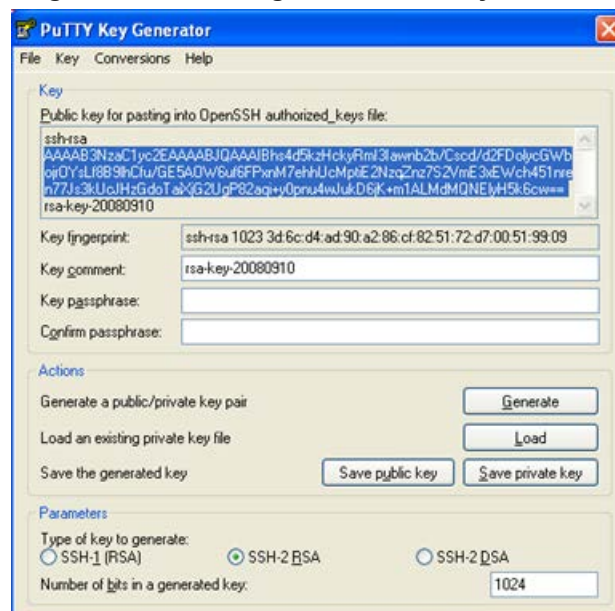 PuTTY Key Generator
File Key Conversions Help
Key
Public key for pasting into OpenSSH authorized_keys file:
ssh-rsa
rsa-key-20080910
Key fingerprint: ssh-rsa 1023 3d:6c:d4:ad:90:a2:86:cf:82:51:72:d7:00:51:99:09
Key comment: rsa-key-20080910
Key passphrase:
Confirm passphrase:
Actions
Generate a public/private key pair Generate
Load an existing private key file Load
Save the generated key Save public key Save private key
Parameters
Type of key to generate:
SSH-1 (RSA) SSH-2 RSA SSH-2 DSA
Number of bits in a generated key: 1024